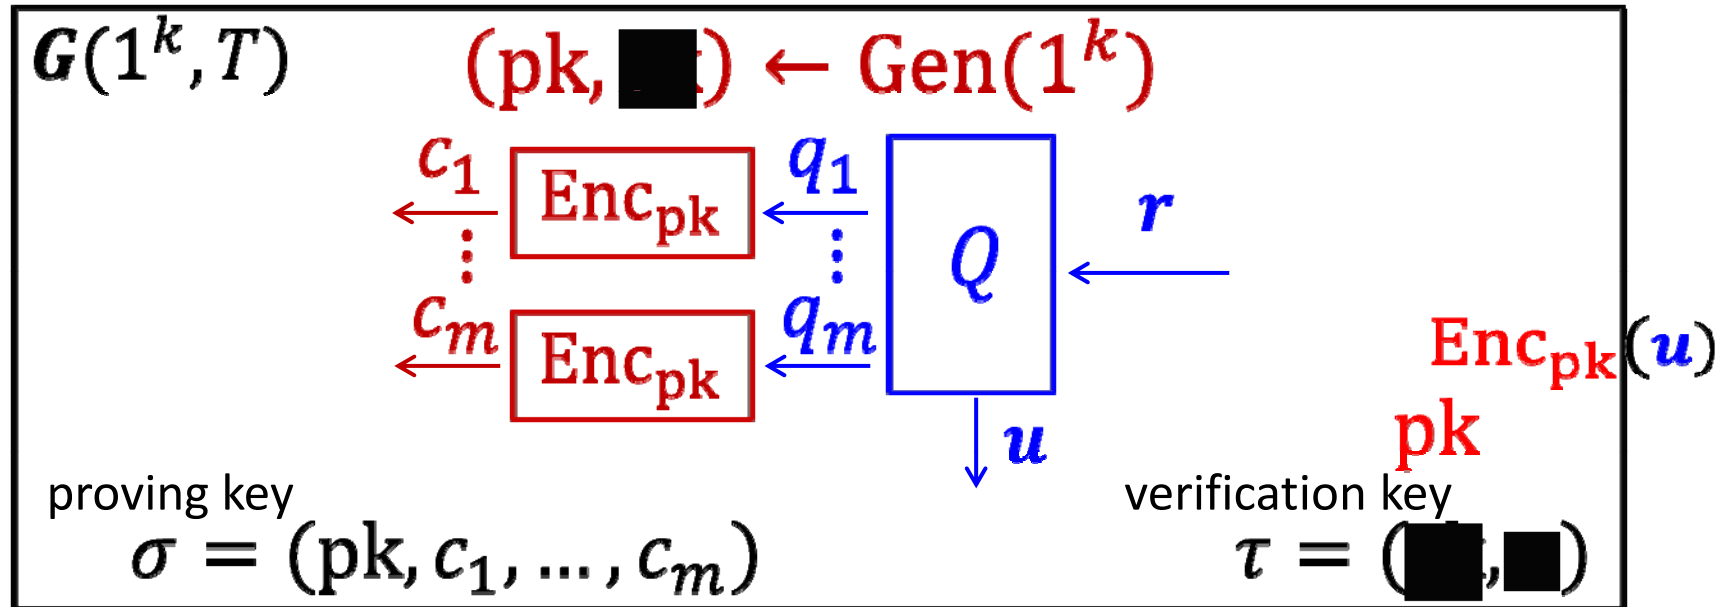 G(1^k, T)
(pk, ) ← Gen(1^k)
c_1 Enc_pk q_1
⋮ ⋮ Q r
c_m Enc_pk q_m
Enc_pk(u)
u pk
proving key verification key
σ = (pk, c_1, … , c_m) τ = ( , )